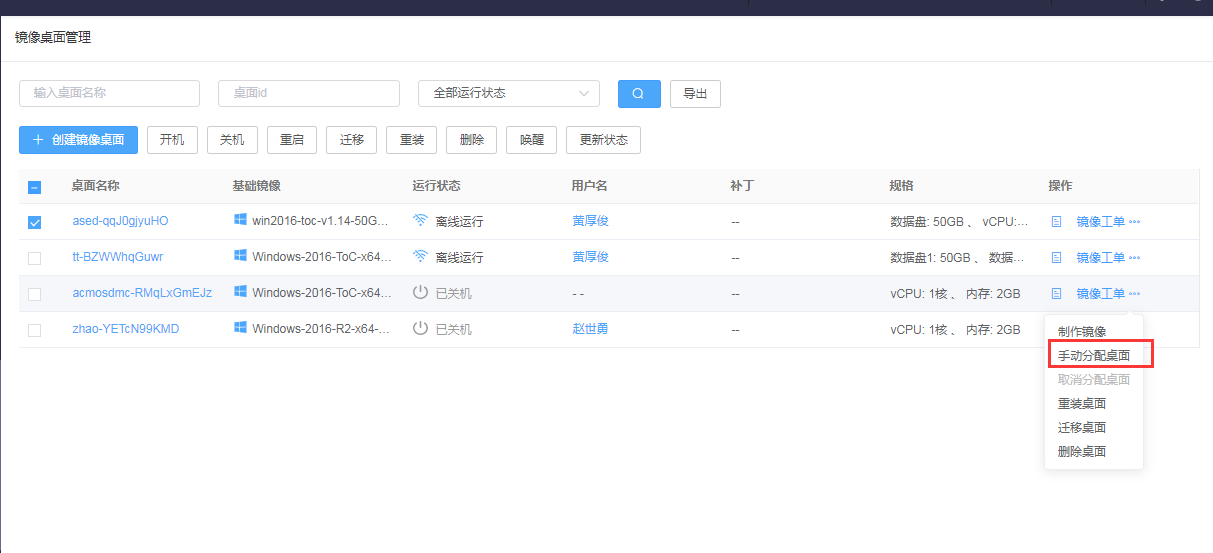 镜像桌面管理
输入桌面名称 桌面id 全部运行状态 导出
创建镜像桌面 开机 关机 重启 迁移 重装 删除 唤醒 更新状态
桌面名称 基础镜像 运行状态 用户名 补丁 规格 操作
ased-qqJ0gjyuHO win2016-toc-v1.14-50G... 离线运行 黄厚俊 -- 数据盘: 50GB 、 vCPU:... 镜像工单
tt-BZWWhqGuwr Windows-2016-ToC-x64... 离线运行 黄厚俊 -- 数据盘1: 50GB 、 数据... 镜像工单
acmosdmc-RMqLxGmEJz Windows-2016-ToC-x64... 已关机 - - -- vCPU: 1核 、 内存: 2GB 镜像工单
zhao-YETcN99KMD Windows-2016-R2-x64-... 已关机 赵世勇 -- vCPU: 1核 、 内存: 2GB
制作镜像
手动分配桌面
取消分配桌面
重装桌面
迁移桌面
删除桌面